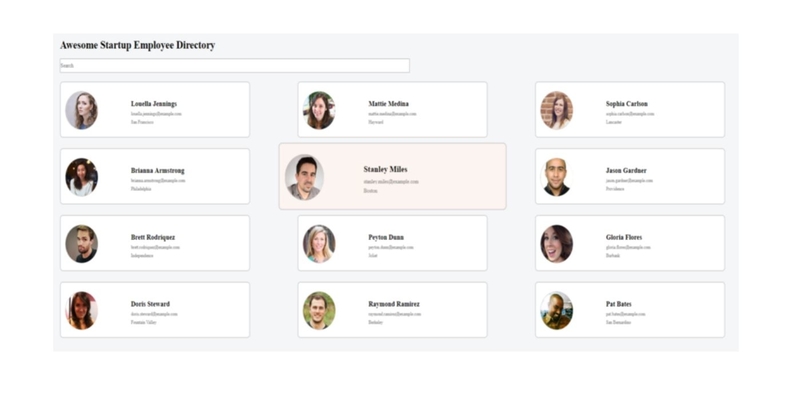 Awesome Startup Employee Directory
Search
Louella Jennings
louella.jennings@example.com
San Francisco
Mattie Medina
mattie.medina@example.com
Hayward
Sophia Carlson
sophia.carlson@example.com
Lancaster
Brianna Armstrong
brianna.armstrong@example.com
Philadelphia
Stanley Miles
stanley.miles@example.com
Boston
Jason Gardner
jason.gardner@example.com
Providence
Brett Rodriquez
brett.rodriquez@example.com
Independence
Peyton Dunn
peyton.dunn@example.com
Joliet
Gloria Flores
gloria.flores@example.com
Burbank
Doris Steward
doris.steward@example.com
Fountain Valley
Raymond Ramirez
raymond.ramirez@example.com
Berkeley
Pat Bates
pat.bates@example.com
San Bernardino